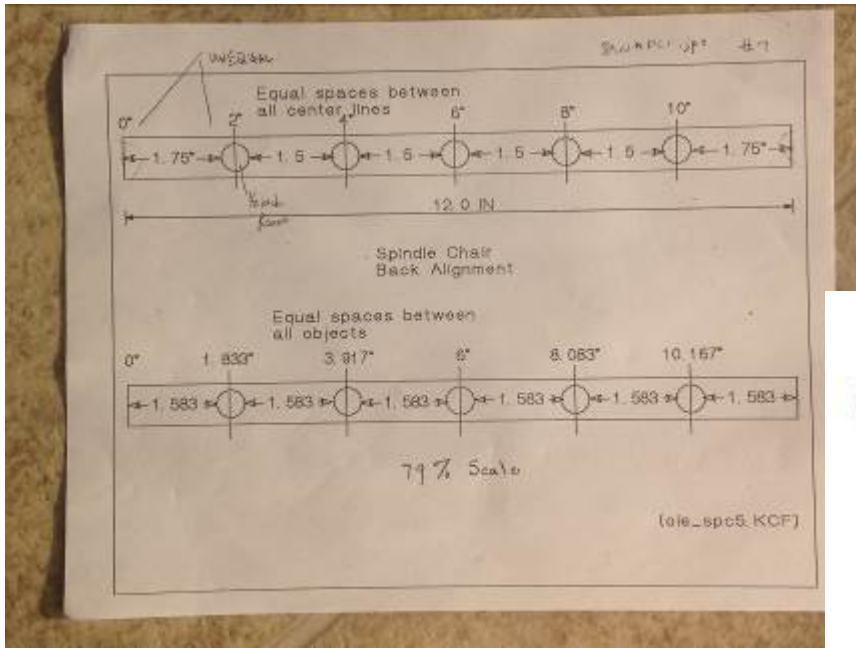 UNEQUAL
#7
Equal spaces between
all center lines
0" 2" 4" 6" 8" 10"
1.75" 1.5 1.5 1.5 1.5 1.75"
12.0 IN
Spindle Chair
Back Alignment
Equal spaces between
all objects
0" 1.833" 3.917" 6" 8.083" 10.167"
1.583 1.583 1.583 1.583 1.583 1.583
79% Scale
(ole_spc5.KCF)